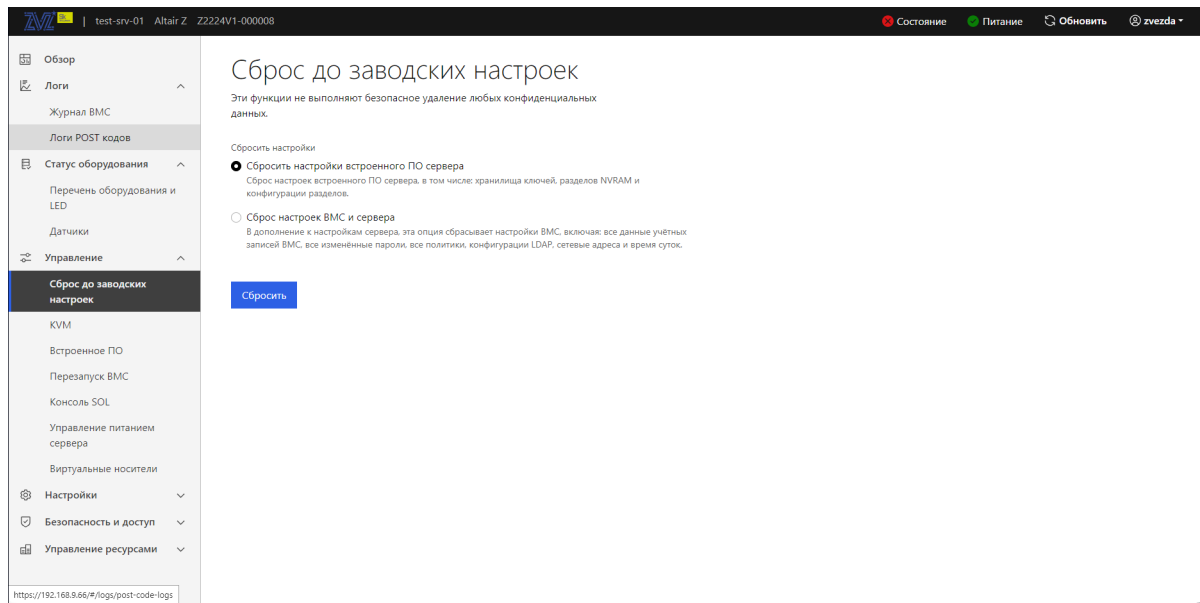 ZVZ
test-srv-01 Altair Z Z2224V1-000008
Состояние
Питание
Обновить
zvezda
Обзор
Логи
Журнал BMC
Логи POST кодов
Статус оборудования
Перечень оборудования и
LED
Датчики
Управление
Сброс до заводских
настроек
KVM
Встроенное ПО
Перезапуск BMC
Консоль SOL
Управление питанием
сервера
Виртуальные носители
Настройки
Безопасность и доступ
Управление ресурсами
https://192.168.9.66/#/logs/post-code-logs
Сброс до заводских настроек
Эти функции не выполняют безопасное удаление любых конфиденциальных
данных.
Сбросить настройки
Сбросить настройки встроенного ПО сервера
Сброс настроек встроенного ПО сервера, в том числе: хранилища ключей, разделов NVRAM и
конфигурации разделов.
Сброс настроек BMC и сервера
В дополнение к настройкам сервера, эта опция сбрасывает настройки BMC, включая: все данные учётных
записей BMC, все изменённые пароли, все политики, конфигурации LDAP, сетевые адреса и время суток.
Сбросить